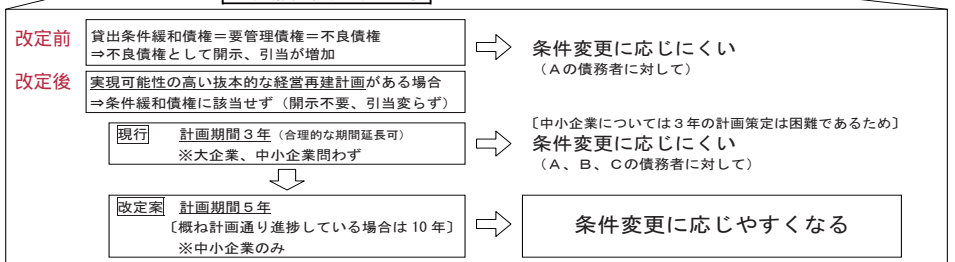 改定前
貸出条件緩和債権＝要管理債権＝不良債権
⇒不良債権として開示、引当が増加
条件変更に応じにくい
（Aの債務者に対して）
改定後
実現可能性の高い抜本的な経営再建計画がある場合
⇒条件緩和債権に該当せず（開示不要、引当変らず）
現行　計画期間３年（合理的な期間延長可）
※大企業、中小企業問わず
〔中小企業については３年の計画策定は困難であるため〕
条件変更に応じにくい
（A、B、Cの債務者に対して）
改定案　計画期間５年
〔概ね計画通り進捗している場合は10年〕
※中小企業のみ
条件変更に応じやすくなる